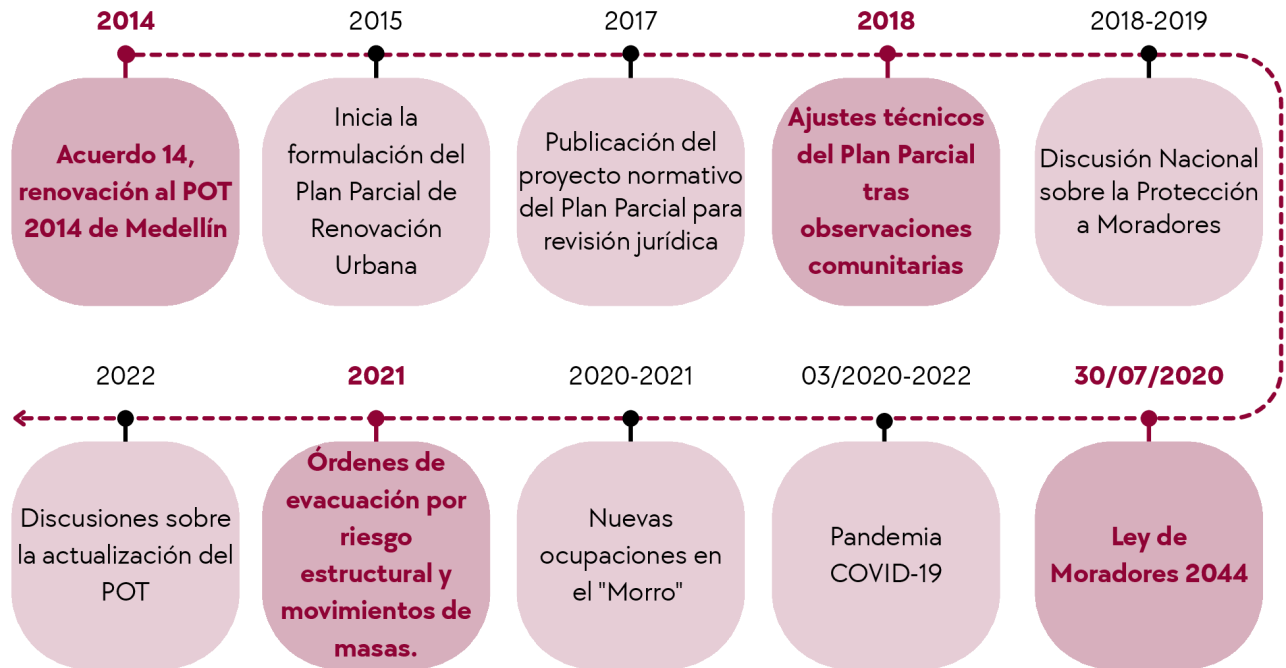 2014
Acuerdo 14,
renovación al POT
2014 de Medellín
2015
Inicia la
formulación del
Plan Parcial de
Renovación
Urbana
2017
Publicación del
proyecto normativo
del Plan Parcial para
revisión jurídica
2018
Ajustes técnicos
del Plan Parcial
tras
observaciones
comunitarias
2018-2019
Discusión Nacional
sobre la Protección
a Moradores
30/07/2020
Ley de
Moradores 2044
03/2020-2022
Pandemia
COVID-19
2020-2021
Nuevas
ocupaciones en
el "Morro"
2021
Órdenes de
evacuación por
riesgo
estructural y
movimientos de
masas.
2022
Discusiones sobre
la actualización del
POT